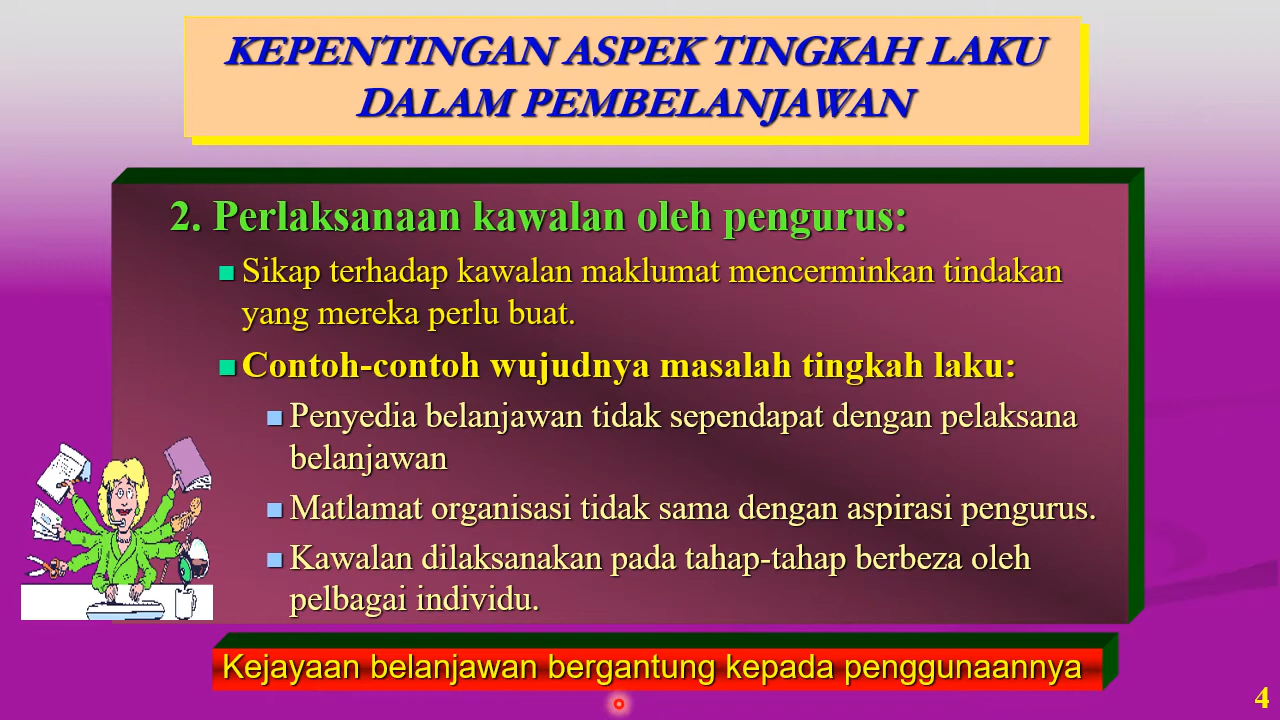 KEPENTINGAN ASPEK TINGKAH LAKU
DALAM PEMBELANJAWAN
2. Perlaksanaan kawalan oleh pengurus:
Sikap terhadap kawalan maklumat mencerminkan tindakan
yang mereka perlu buat.
Contoh-contoh wujudnya masalah tingkah laku:
Penyedia belanjawan tidak sependapat dengan pelaksana
belanjawan
Matlamat organisasi tidak sama dengan aspirasi pengurus.
Kawalan dilaksanakan pada tahap-tahap berbeza oleh
pelbagai individu.
Kejayaan belanjawan bergantung kepada penggunaannya
4